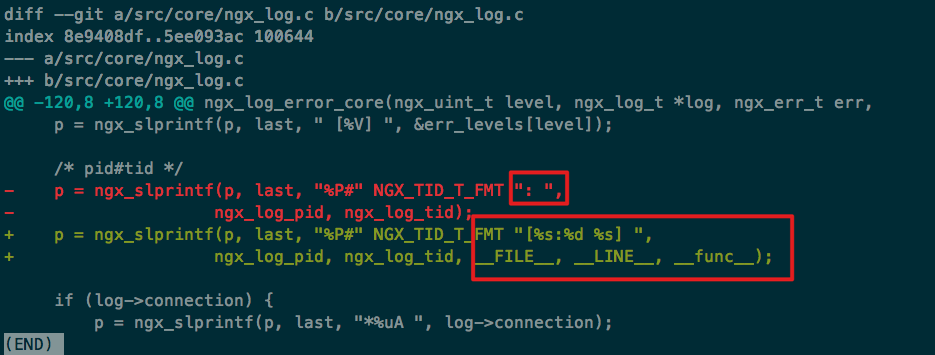 diff --git a/src/core/ngx_log.c b/src/core/ngx_log.c
index 8e9408df..5ee093ac 100644
--- a/src/core/ngx_log.c
+++ b/src/core/ngx_log.c
@@ -120,8 +120,8 @@ ngx_log_error_core(ngx_uint_t level, ngx_log_t *log, ngx_err_t err,
     p = ngx_slprintf(p, last, " [%V] ", &err_levels[level]);

     /* pid#tid */
-    p = ngx_slprintf(p, last, "%P#" NGX_TID_T_FMT ": ",
-                    ngx_log_pid, ngx_log_tid);
+    p = ngx_slprintf(p, last, "%P#" NGX_TID_T_FMT "[%s:%d %s] ",
+                    ngx_log_pid, ngx_log_tid, __FILE__, __LINE__, __func__);

     if (log->connection) {
         p = ngx_slprintf(p, last, "*%uA ", log->connection);
(END)